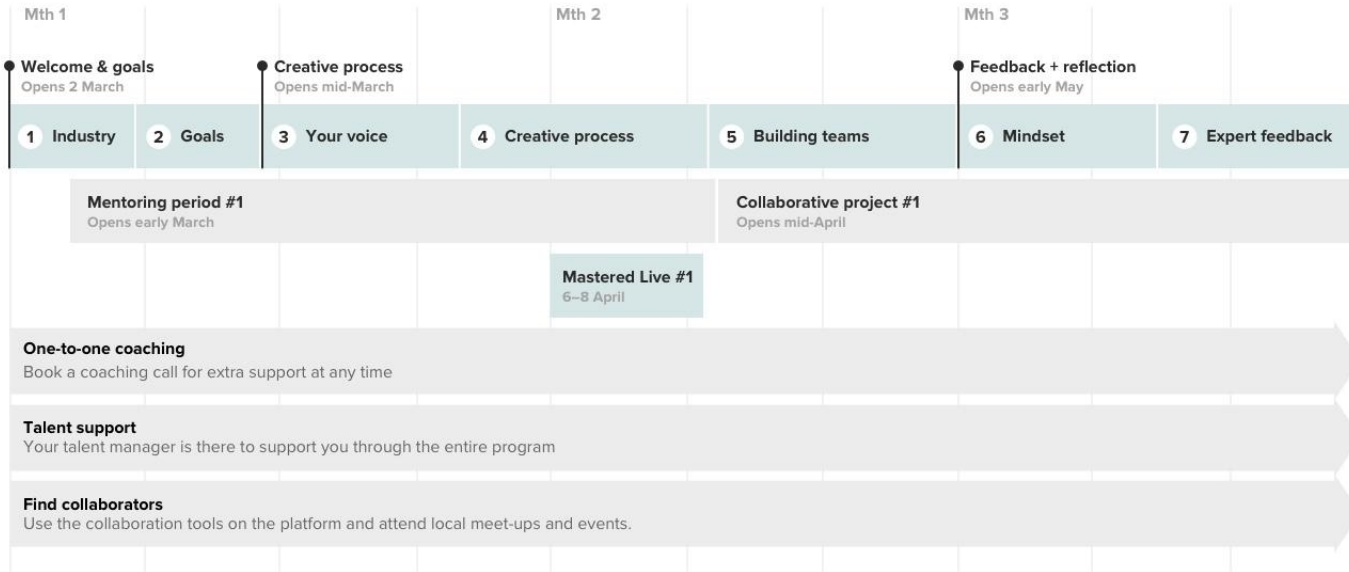 Mth 1
Mth 2
Mth 3
Welcome & goals
Opens 2 March
Creative process
Opens mid-March
Feedback + reflection
Opens early May
1 Industry
2 Goals
3 Your voice
4 Creative process
5 Building teams
6 Mindset
7 Expert feedback
Mentoring period #1
Opens early March
Collaborative project #1
Opens mid-April
Mastered Live #1
6–8 April
One-to-one coaching
Book a coaching call for extra support at any time
Talent support
Your talent manager is there to support you through the entire program
Find collaborators
Use the collaboration tools on the platform and attend local meet-ups and events.